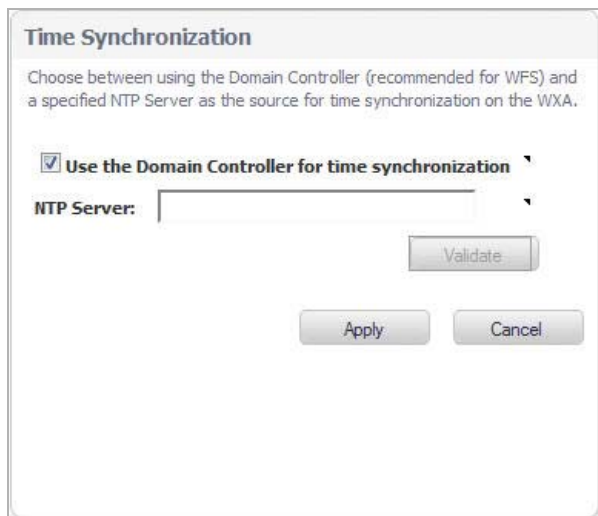 Time Synchronization
Choose between using the Domain Controller (recommended for WFS) and
a specified NTP Server as the source for time synchronization on the WXA.
Use the Domain Controller for time synchronization
NTP Server:
Validate
Apply Cancel